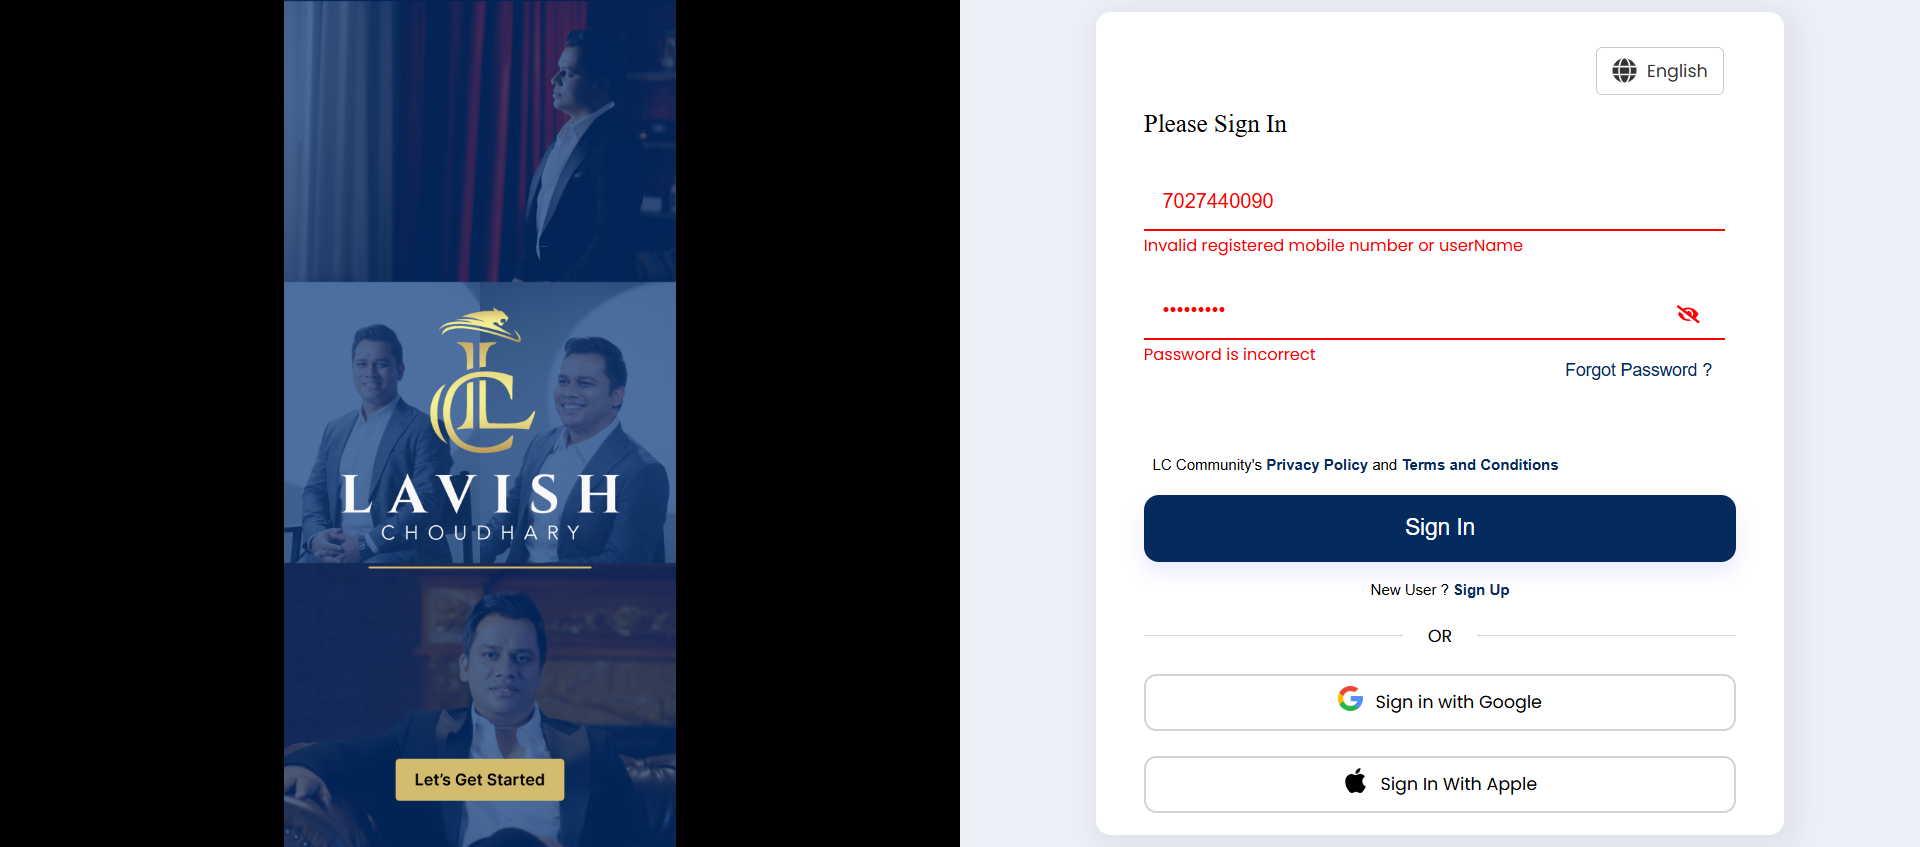 LC
LAVISH
CHOUDHARY
Let's Get Started
English
Please Sign In
7027440090
Invalid registered mobile number or userName
•••••••••
Password is incorrect
Forgot Password ?
LC Community's Privacy Policy and Terms and Conditions
Sign In
New User ? Sign Up
OR
Sign in with Google
Sign In With Apple